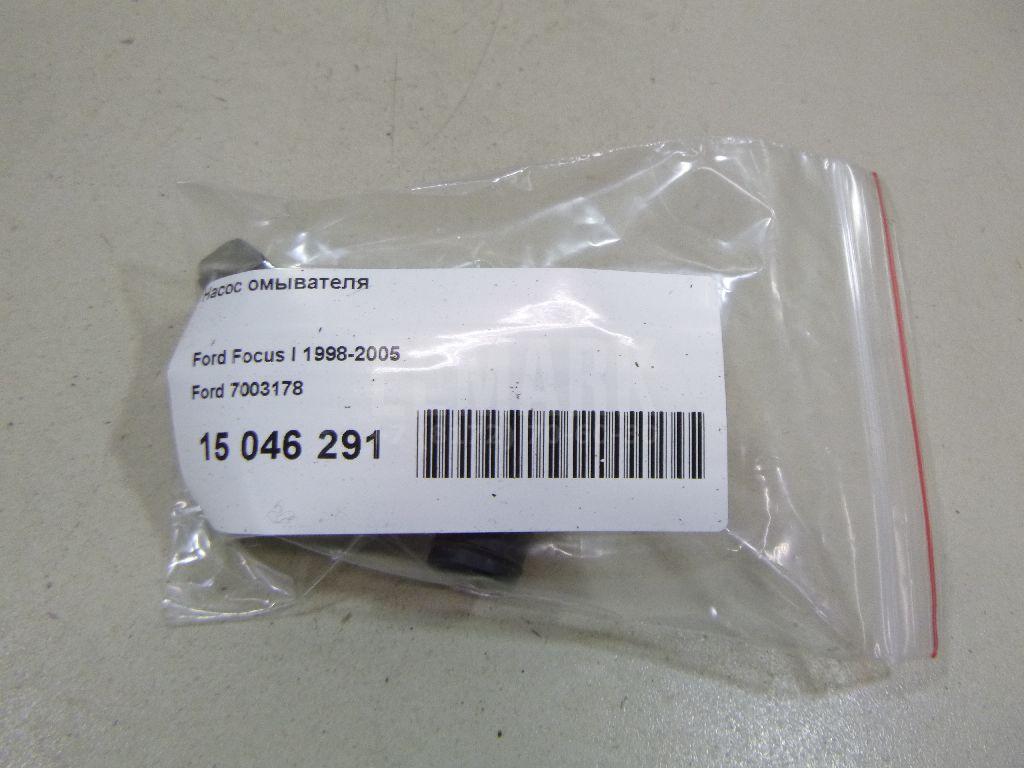 Насос омывателя
Ford Focus I 1998-2005
Ford 7003178
15 046 291